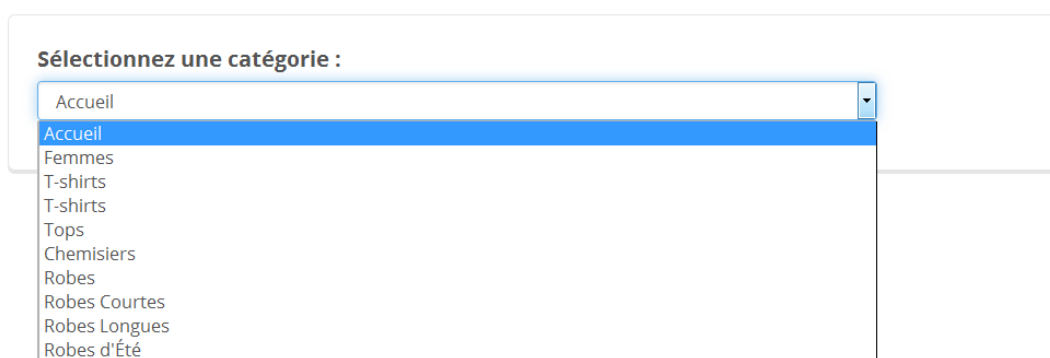 Sélectionnez une catégorie :
Accueil
Accueil
Femmes
T-shirts
T-shirts
Tops
Chemisiers
Robes
Robes Courtes
Robes Longues
Robes d'Été